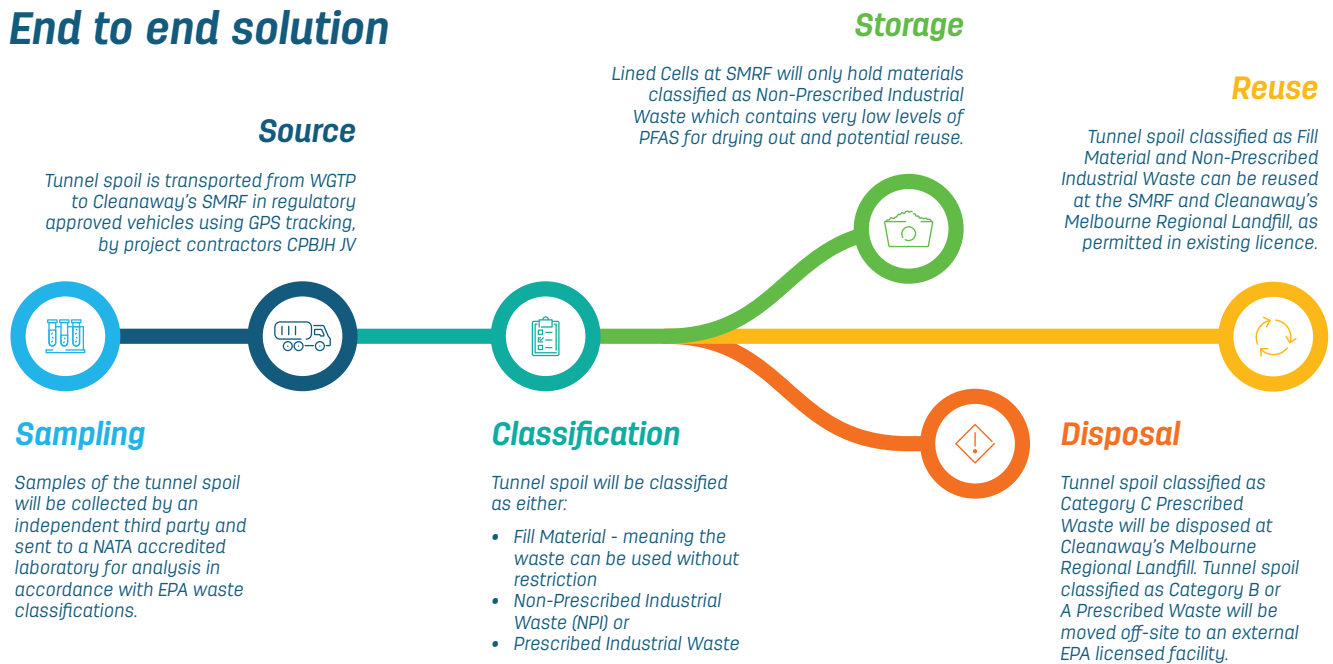 End to end solution
Source
Tunnel spoil is transported from WGTP
to Cleanaway's SMRF in regulatory
approved vehicles using GPS tracking,
by project contractors CPBJH JV
Storage
Lined Cells at SMRF will only hold materials
classified as Non-Prescribed Industrial
Waste which contains very low levels of
PFAS for drying out and potential reuse.
Reuse
Tunnel spoil classified as Fill
Material and Non-Prescribed
Industrial Waste can be reused
at the SMRF and Cleanaway's
Melbourne Regional Landfill, as
permitted in existing licence.
Sampling
Samples of the tunnel spoil
will be collected by an
independent third party and
sent to a NATA accredited
laboratory for analysis in
accordance with EPA waste
classifications.
Classification
Tunnel spoil will be classified
as either:
• Fill Material - meaning the
waste can be used without
restriction
• Non-Prescribed Industrial
Waste (NPI) or
• Prescribed Industrial Waste
Disposal
Tunnel spoil classified as
Category C Prescribed
Waste will be disposed at
Cleanaway's Melbourne
Regional Landfill. Tunnel spoil
classified as Category B or
A Prescribed Waste will be
moved off-site to an external
EPA licensed facility.